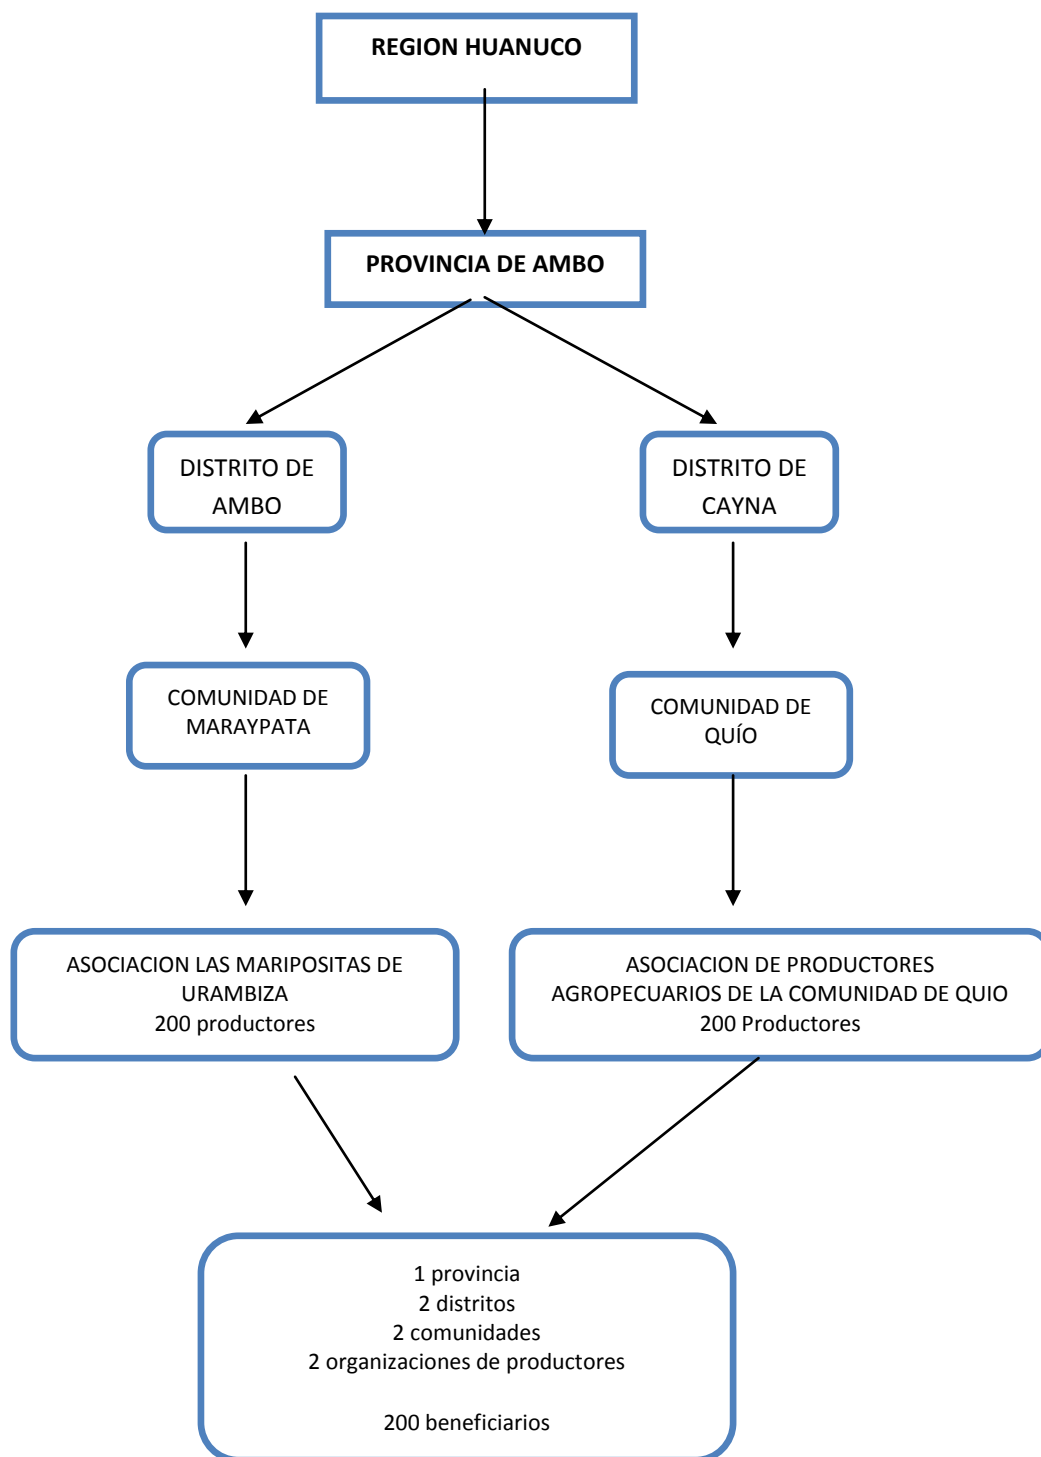 REGION HUANUCO
PROVINCIA DE AMBO
DISTRITO DE
AMBO
DISTRITO DE
CAYNA
COMUNIDAD DE
MARAYPATA
COMUNIDAD DE
QUÍO
ASOCIACION LAS MARIPOSITAS DE
URAMBIZA
200 productores
ASOCIACION DE PRODUCTORES
AGROPECUARIOS DE LA COMUNIDAD DE QUIO
200 Productores
1 provincia
2 distritos
2 comunidades
2 organizaciones de productores
200 beneficiarios